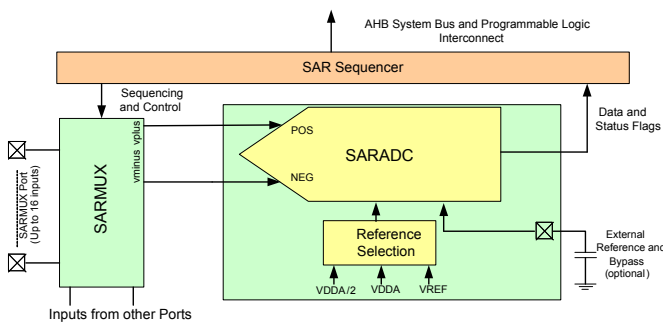 AHB System Bus and Programmable Logic
Interconnect
SAR Sequencer
Sequencing
and Control
Data and
Status Flags
vminus vplus
POS
NEG
SARADC
SARMUX
SARMUX Port
(Up to 16 inputs)
Reference
Selection
External
Reference and
Bypass
(optional)
VDDA/2
VDDA
VREF
Inputs from other Ports